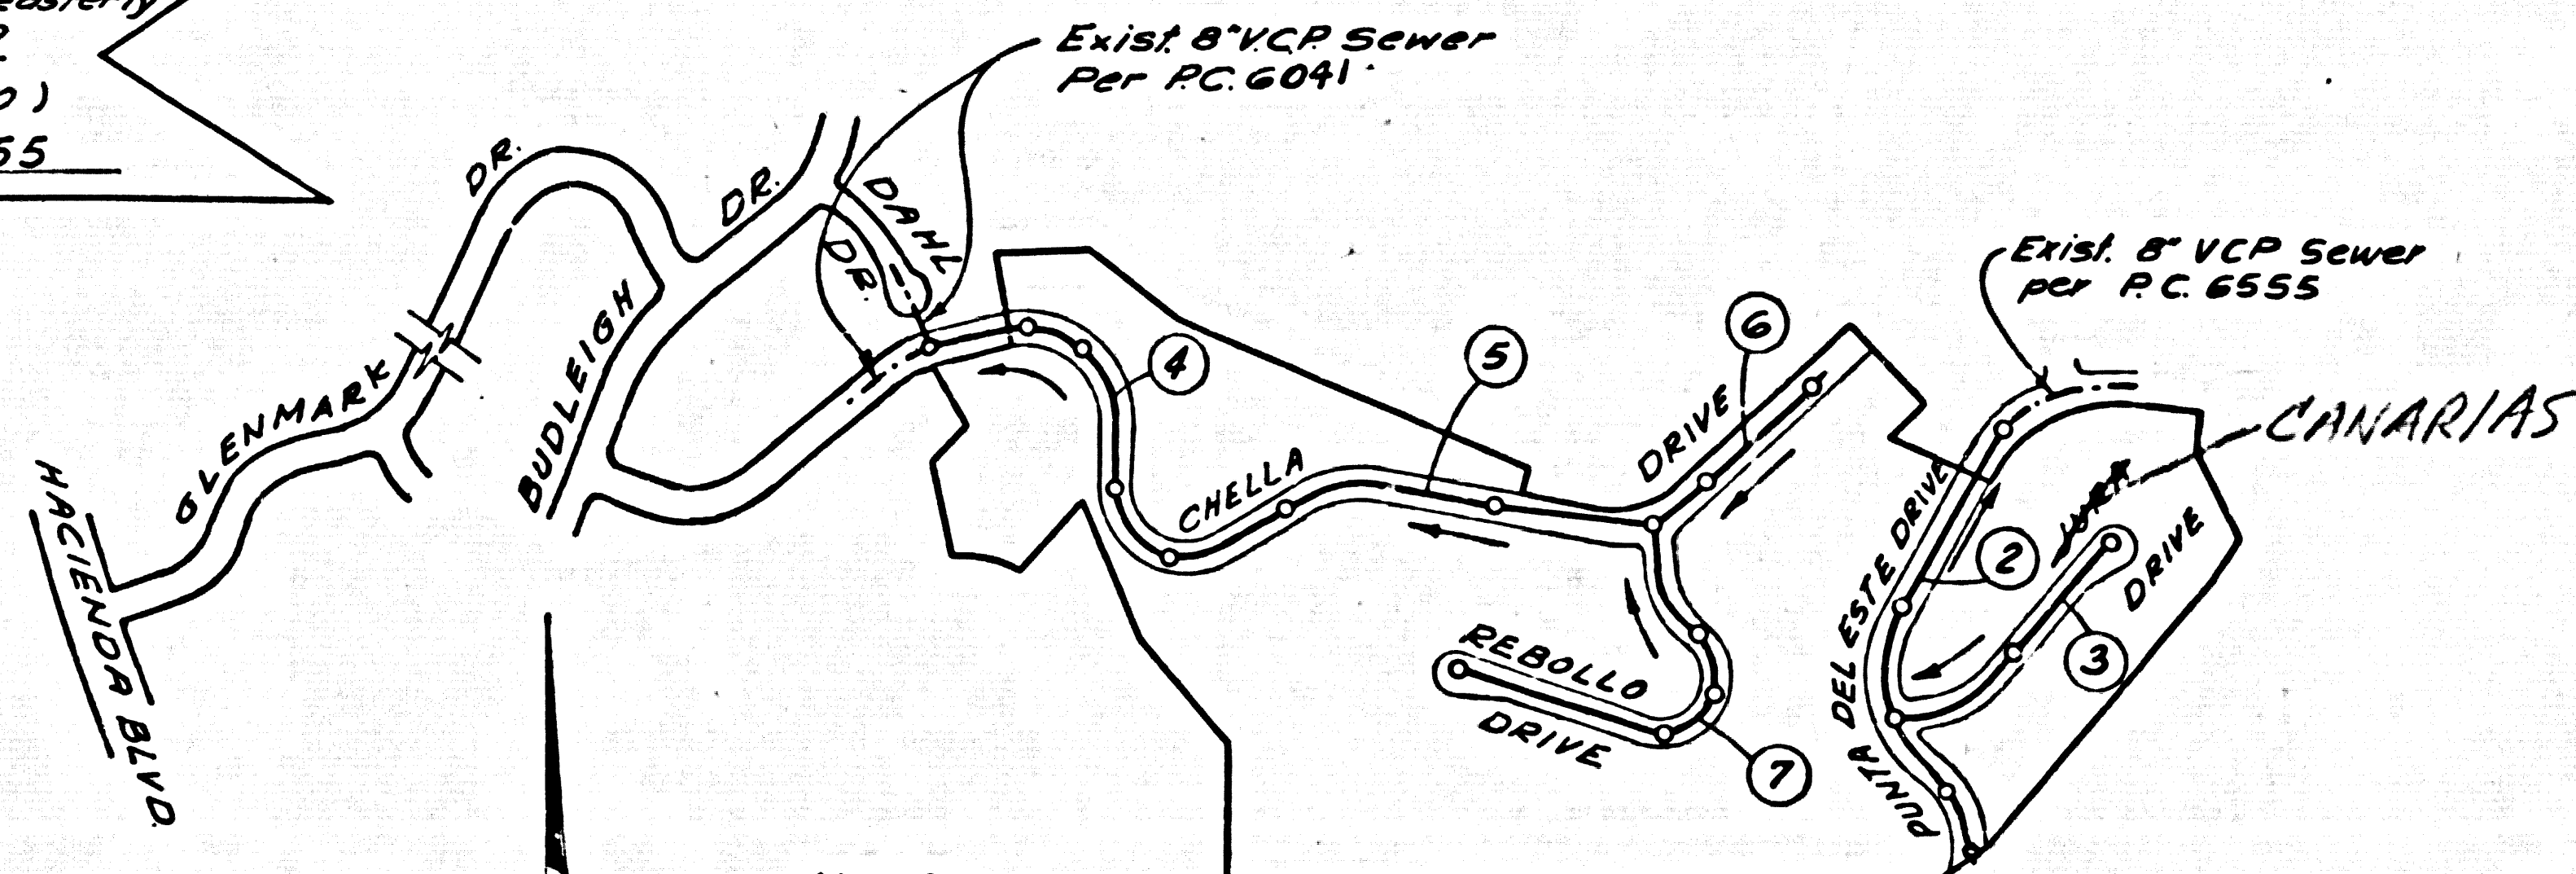 easterly
55
Exist. 8" V.C.P. Sewer
Per P.C. 6041
DR.
DR.
DAHL
DR.
Exist. 8" VCP Sewer
per P.C. 6555
GLENMARK
BUDLEIGH
HACIENDA BLVD.
4
5
6
CHELLA
DRIVE
CANARIAS
2
DRIVE
3
REBOLLO
DRIVE
7
PUNTA DEL ESTE DRIVE